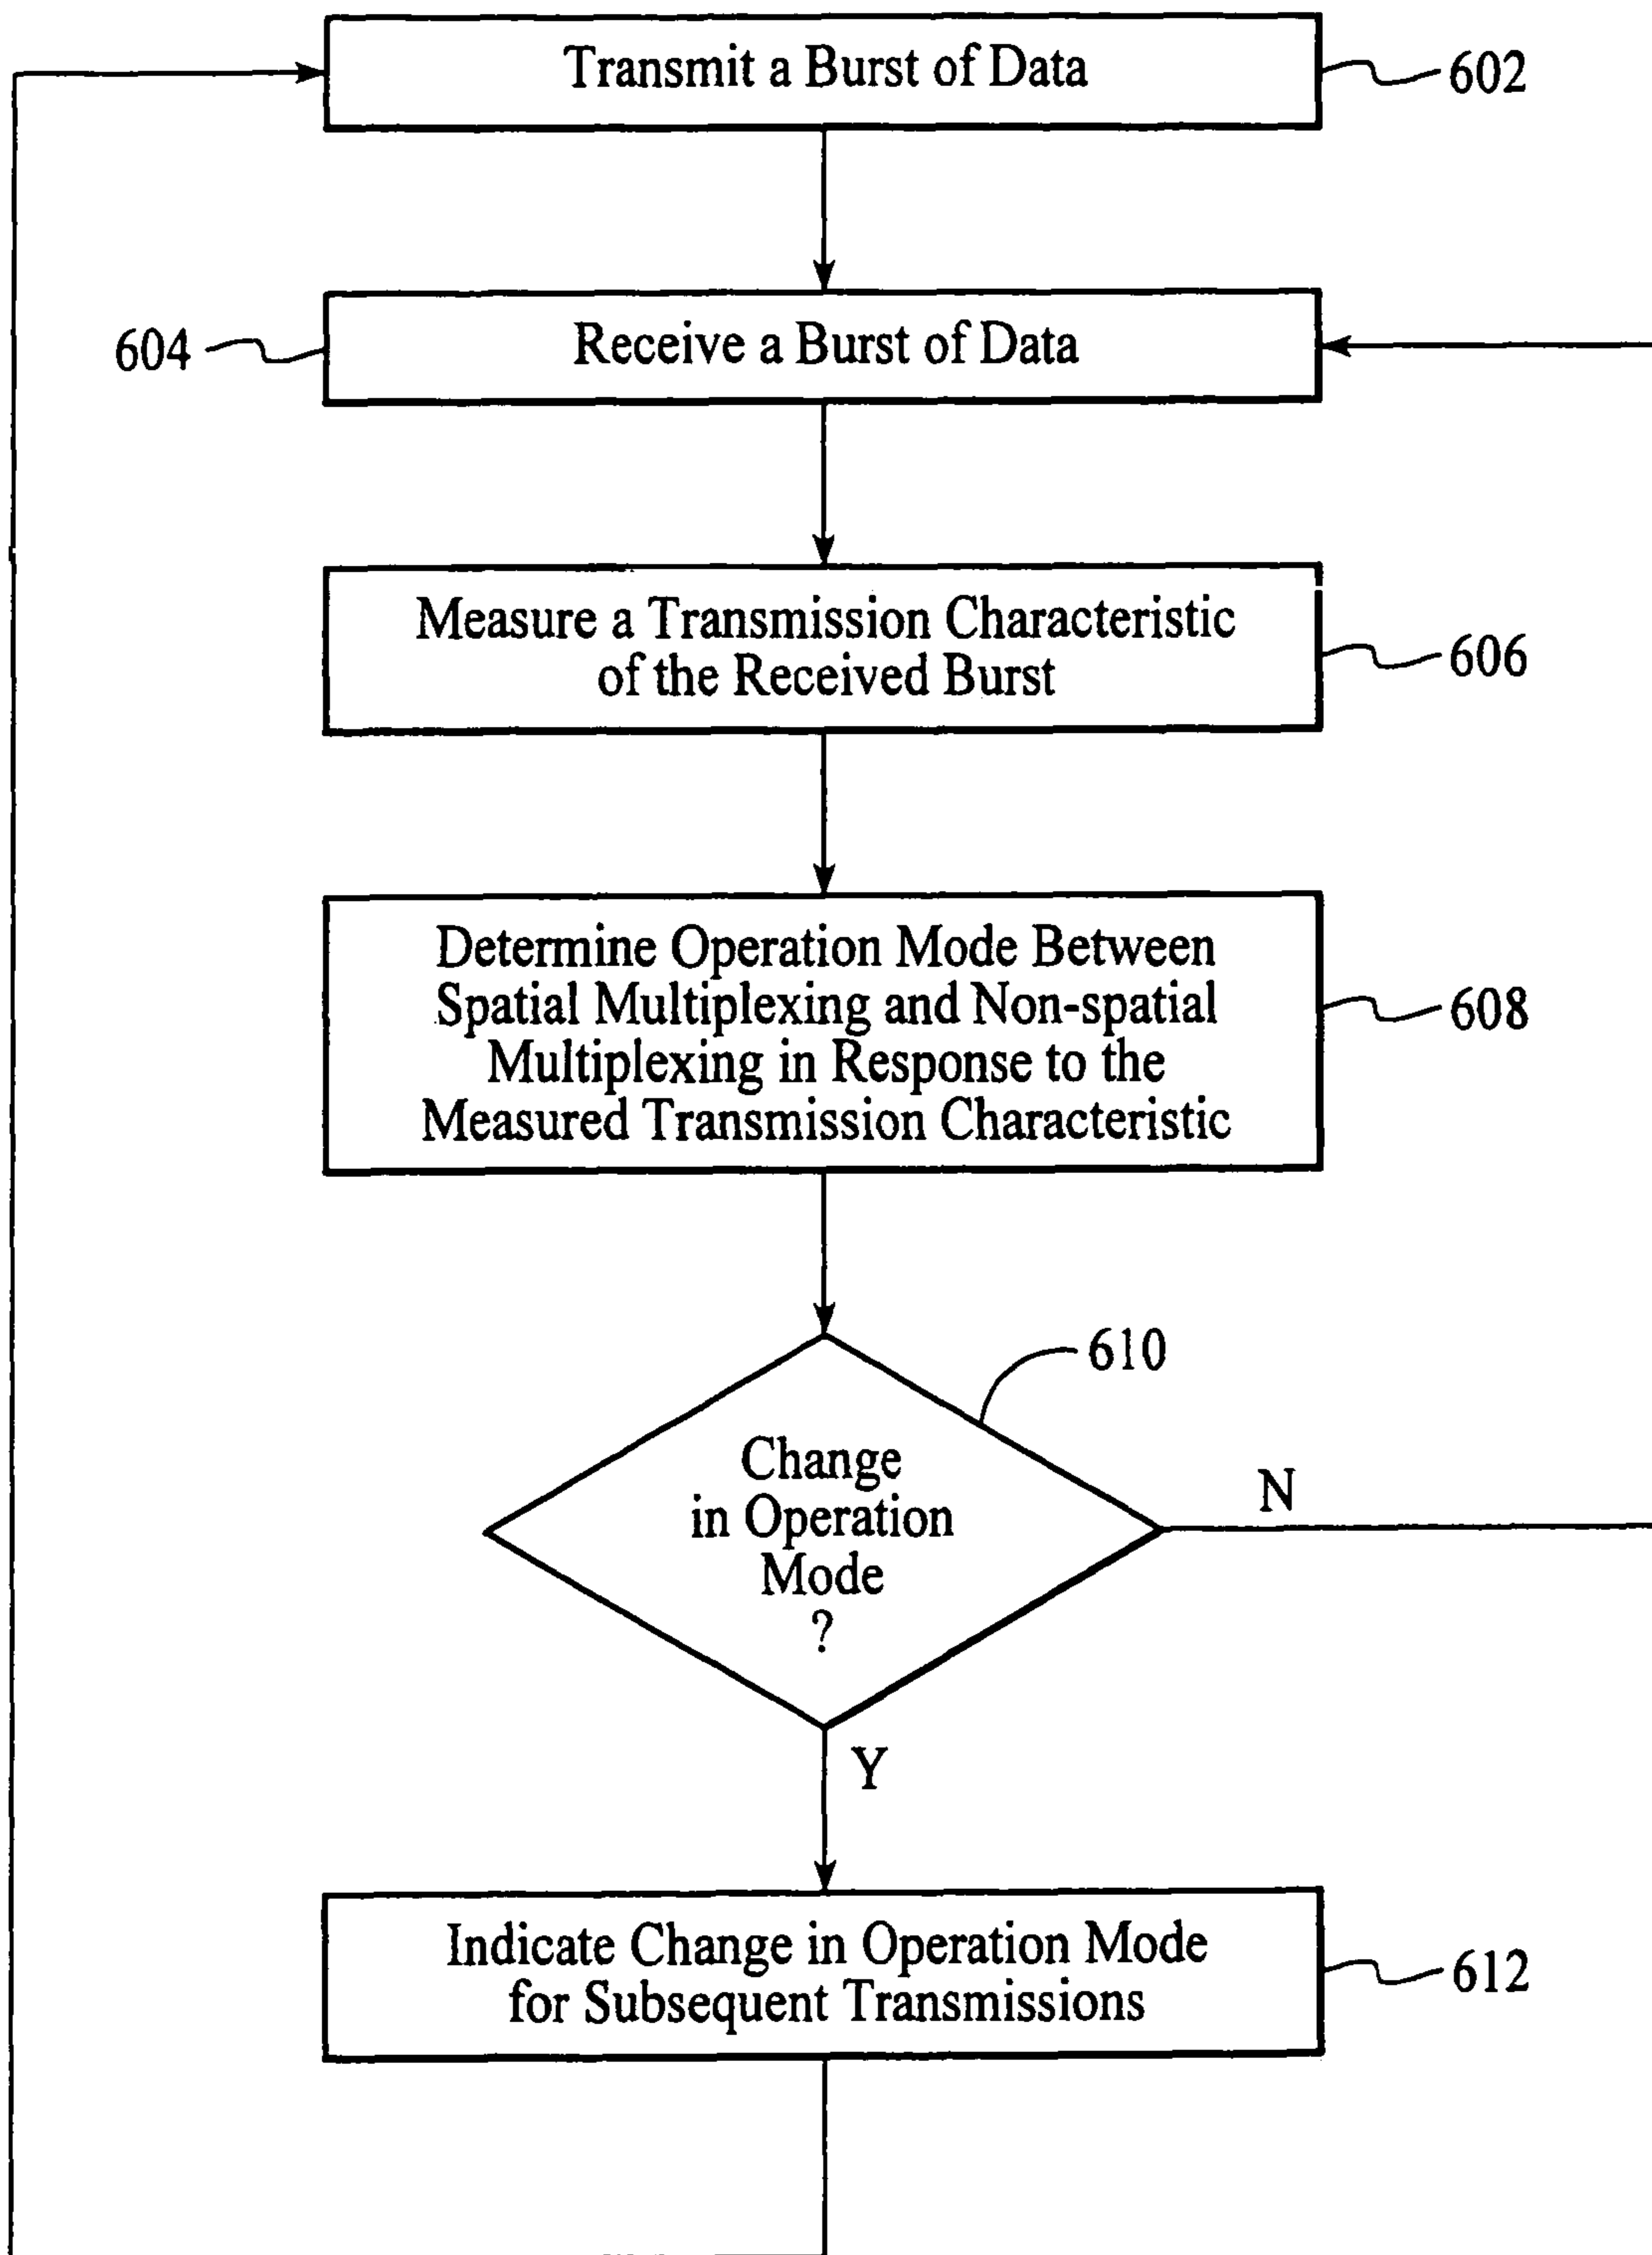 Transmit a Burst of Data
602
Receive a Burst of Data
604
Measure a Transmission Characteristic
of the Received Burst
606
Determine Operation Mode Between
Spatial Multiplexing and Non-spatial
Multiplexing in Response to the
Measured Transmission Characteristic
608
610
Change
in Operation
Mode
?
N
Y
Indicate Change in Operation Mode
for Subsequent Transmissions
612